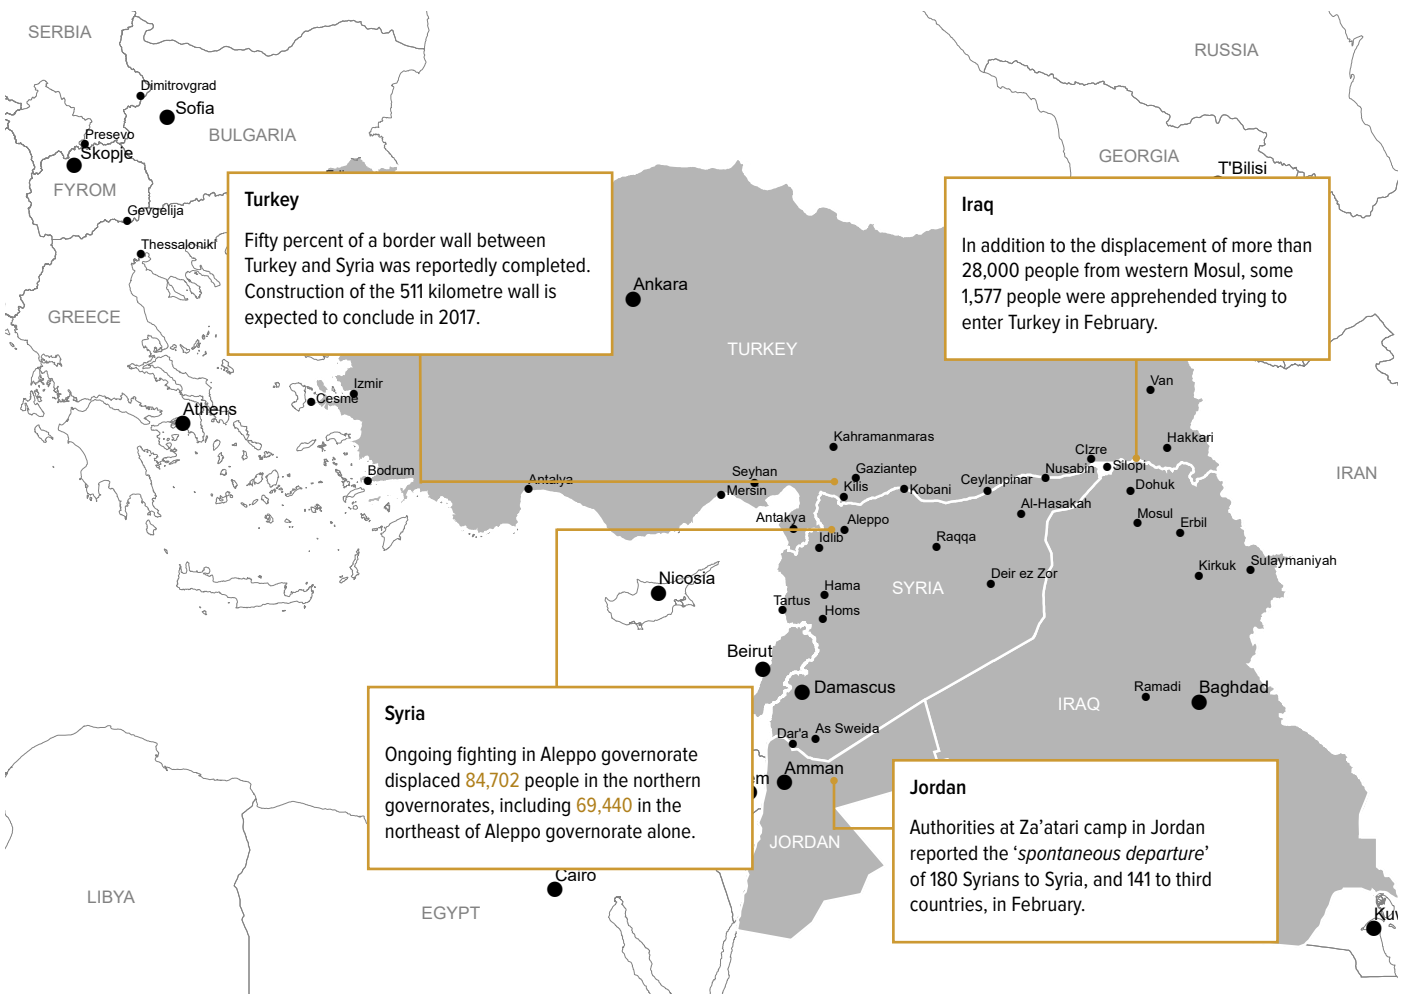 SERBIA
RUSSIA
Dimitrovgrad
Sofia
BULGARIA
Presevo
Skopje
GEORGIA
T'Bilisi
FYROM
Gevgelija
Thessaloniki
GREECE
Turkey
Fifty percent of a border wall between
Turkey and Syria was reportedly completed.
Construction of the 511 kilometre wall is
expected to conclude in 2017.
Iraq
In addition to the displacement of more than
28,000 people from western Mosul, some
1,577 people were apprehended trying to
enter Turkey in February.
Ankara
TURKEY
Izmir
Cesme
Athens
Van
Kahramanmaras
Hakkari
CIzre
Silopi
Bodrum
Antalya
Seyhan
Mersin
Gaziantep
Kilis
Kobani
Ceylanpinar
Nusabin
Dohuk
IRAN
Al-Hasakah
Antakya
Aleppo
Mosul
Erbil
Idlib
Raqqa
Kirkuk
Sulaymaniyah
Nicosia
Deir ez Zor
SYRIA
Hama
Tartus
Homs
Beirut
Damascus
Ramadi
Baghdad
IRAQ
Dar'a
As Sweida
Syria
Ongoing fighting in Aleppo governorate
displaced 84,702 people in the northern
governorates, including 69,440 in the
northeast of Aleppo governorate alone.
em
Amman
JORDAN
Jordan
Authorities at Za’atari camp in Jordan
reported the ‘spontaneous departure’
of 180 Syrians to Syria, and 141 to third
countries, in February.
Cairo
LIBYA
EGYPT